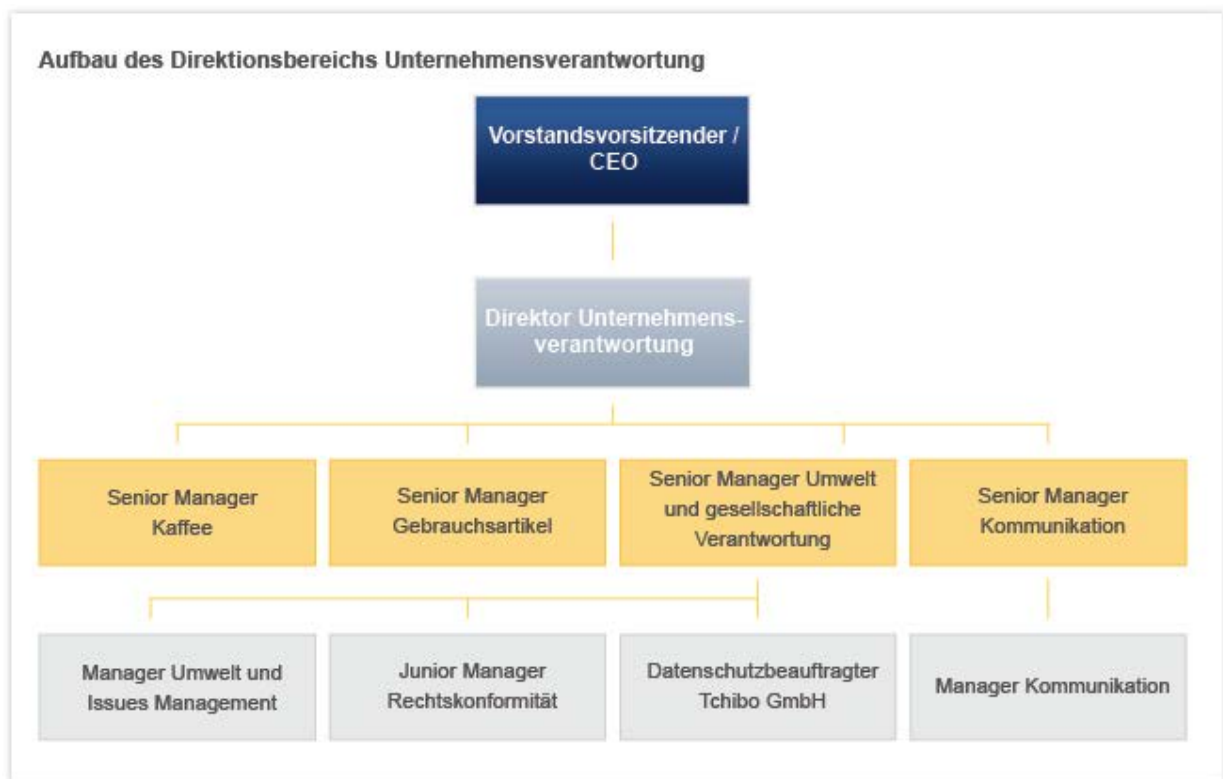 Aufbau des Direktionsbereichs Unternehmensverantwortung
Vorstandsvorsitzender /
CEO
Direktor Unternehmens-
verantwortung
Senior Manager
Kaffee
Senior Manager
Gebrauchsartikel
Senior Manager Umwelt
und gesellschaftliche
Verantwortung
Senior Manager
Kommunikation
Manager Umwelt und
Issues Management
Junior Manager
Rechtskonformität
Datenschutzbeauftragter
Tchibo GmbH
Manager Kommunikation